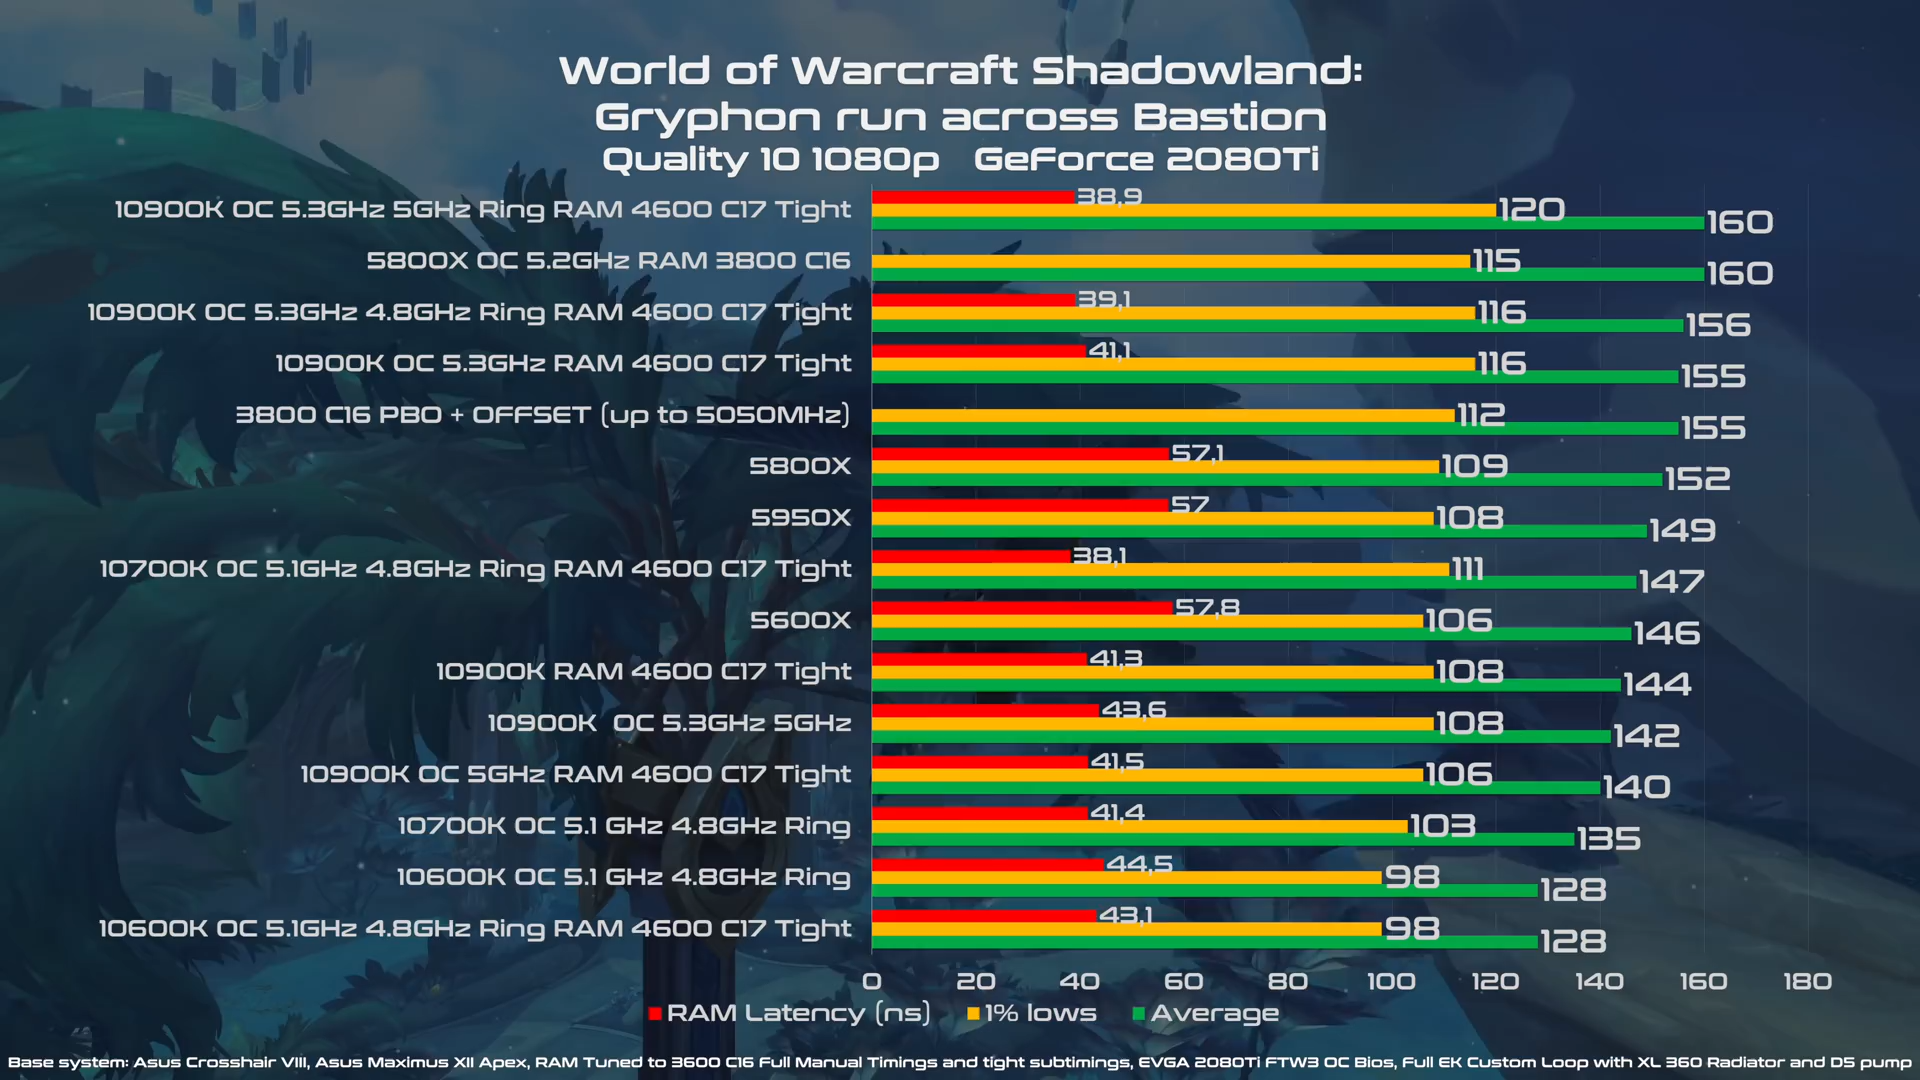 World of Warcraft Shadowland:
Gryphon run across Bastion
Quality 10 1080p   GeForce 2080Ti
10900K OC 5.3GHz 5GHz Ring RAM 4600 C17 Tight 38,9 120 160
5800X OC 5.2GHz RAM 3800 C16 115 160
10900K OC 5.3GHz 4.8GHz Ring RAM 4600 C17 Tight 39,1 116 156
10900K OC 5.3GHz RAM 4600 C17 Tight 41,1 116 155
3800 C16 PBO + OFFSET (up to 5050MHz) 112 155
5800X 57,1 109 152
5950X 57 108 149
10700K OC 5.1GHz 4.8GHz Ring RAM 4600 C17 Tight 38,1 111 147
5600X 57,8 106 146
10900K RAM 4600 C17 Tight 41,3 108 144
10900K  OC 5.3GHz 5GHz 43,6 108 142
10900K OC 5GHz RAM 4600 C17 Tight 41,5 106 140
10700K OC 5.1 GHz 4.8GHz Ring 41,4 103 135
10600K OC 5.1 GHz 4.8GHz Ring 44,5 98 128
10600K OC 5.1GHz 4.8GHz Ring RAM 4600 C17 Tight 43,1 98 128
0 20 40 60 80 100 120 140 160 180
RAM Latency (ns) 1% lows Average
Base system: Asus Crosshair VIII, Asus Maximus XII Apex, RAM Tuned to 3600 C16 Full Manual Timings and tight subtimings, EVGA 2080Ti FTW3 OC Bios, Full EK Custom Loop with XL 360 Radiator and D5 pump